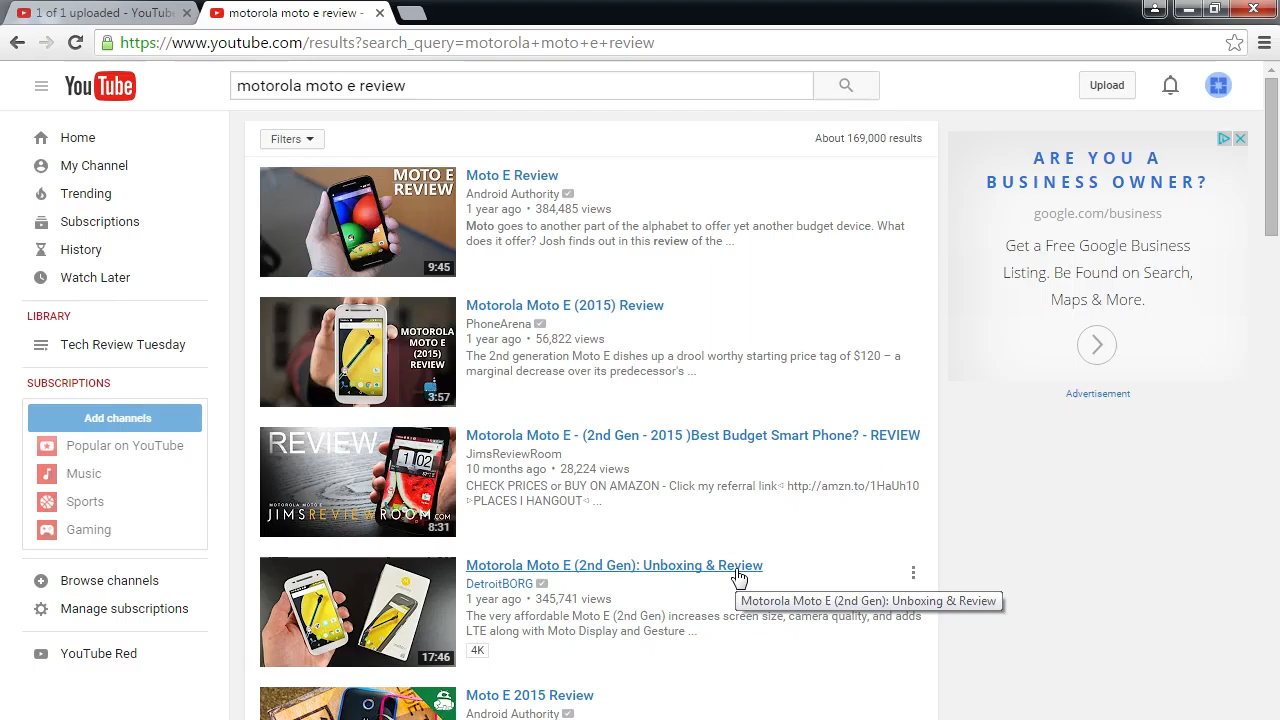 1 of 1 uploaded - YouTube
motorola moto e review -
https://www.youtube.com/results?search_query=motorola+moto+e+review
YouTube
motorola moto e review
Upload
Home
My Channel
Trending
Subscriptions
History
Watch Later
LIBRARY
Tech Review Tuesday
SUBSCRIPTIONS
Add channels
Popular on YouTube
Music
Sports
Gaming
Browse channels
Manage subscriptions
YouTube Red
Filters
About 169,000 results
MOTO E
REVIEW
9:45
Moto E Review
Android Authority
1 year ago • 384,485 views
Moto goes to another part of the alphabet to offer yet another budget device. What
does it offer? Josh finds out in this review of the ...
MOTOROLA
MOTO E
(2015)
REVIEW
3:57
Motorola Moto E (2015) Review
PhoneArena
1 year ago • 56,822 views
The 2nd generation Moto E dishes up a drool worthy starting price tag of $120 – a
marginal decrease over its predecessor's ...
REVIEW
1 02
MOTOROLA MOTO E
JIMSREVIEWROOM.COM
8:31
Motorola Moto E - (2nd Gen - 2015 )Best Budget Smart Phone? - REVIEW
JimsReviewRoom
10 months ago • 28,224 views
CHECK PRICES or BUY ON AMAZON - Click my referral link◃ http://amzn.to/1HaUh10
▹PLACES I HANGOUT◃ ...
17:46
Motorola Moto E (2nd Gen): Unboxing & Review
DetroitBORG
1 year ago • 345,741 views
Motorola Moto E (2nd Gen): Unboxing & Review
The very affordable Moto E (2nd Gen) increases screen size, camera quality, and adds
LTE along with Moto Display and Gesture ...
4K
Moto E 2015 Review
Android Authority
ARE YOU A
BUSINESS OWNER?
google.com/business
Get a Free Google Business
Listing. Be Found on Search,
Maps & More.
Advertisement